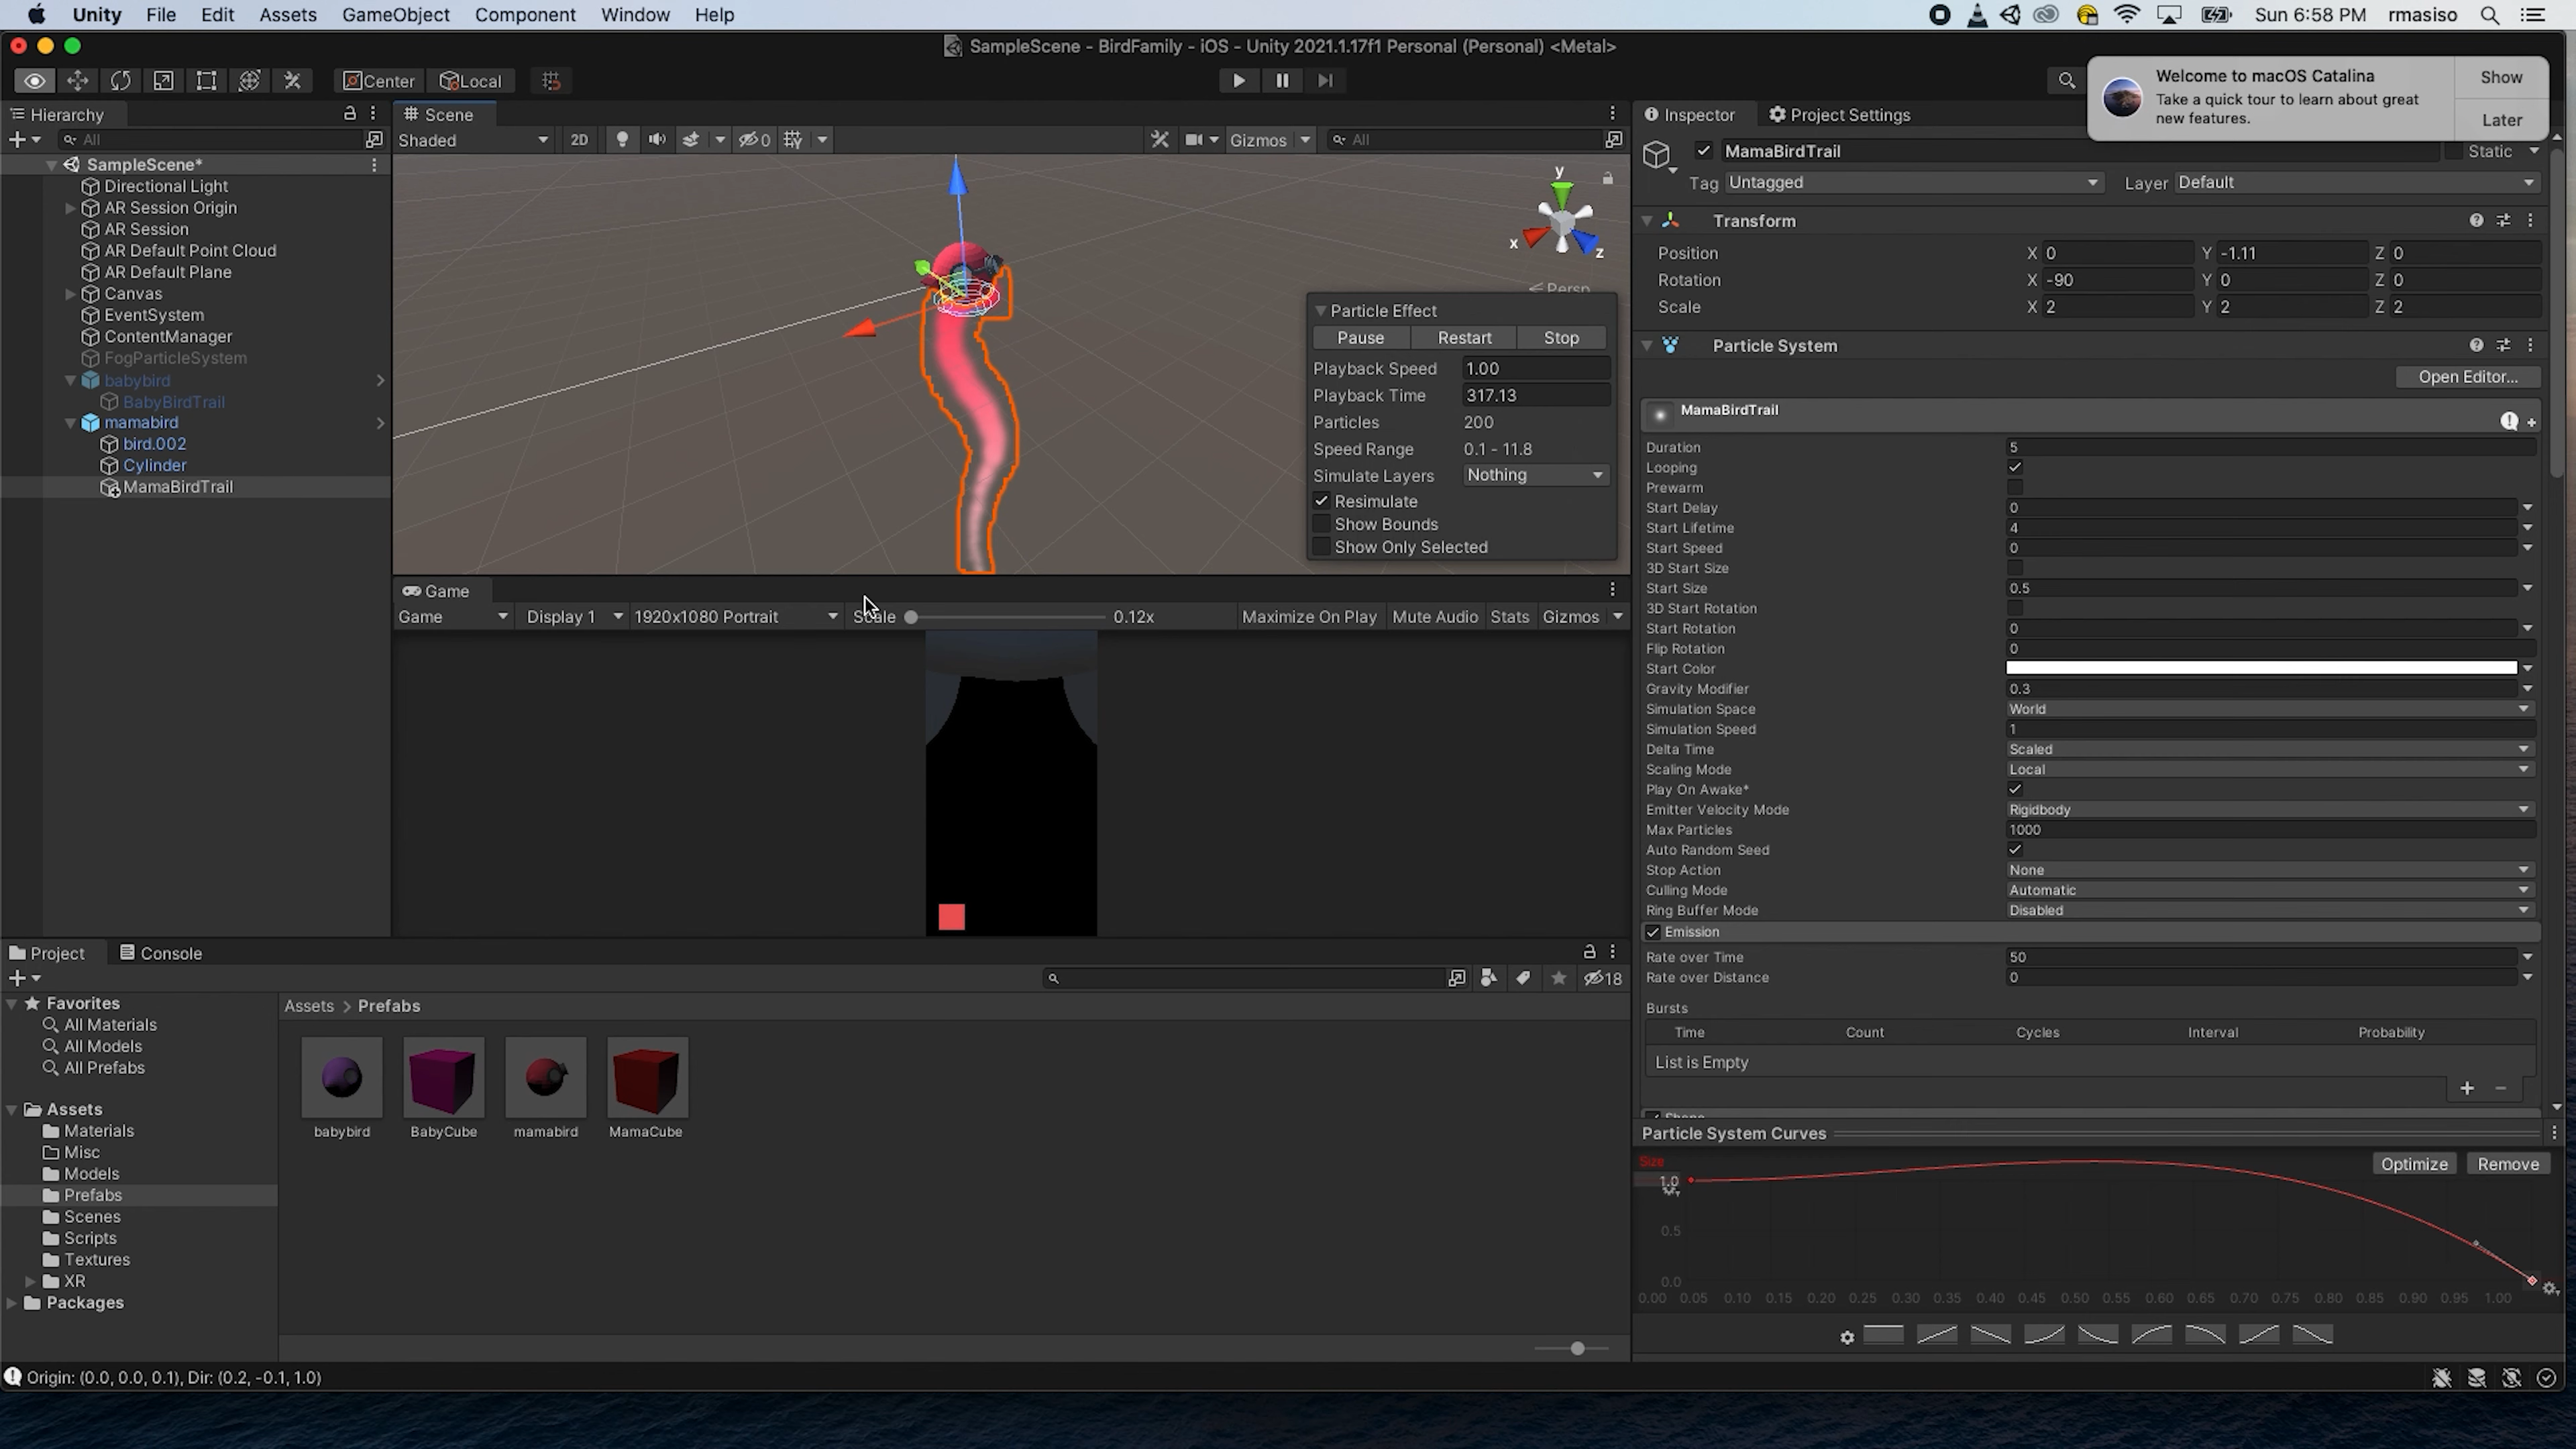 Unity File Edit Assets GameObject Component Window Help Sun 6:58 PM rmasiso
SampleScene - BirdFamily - iOS - Unity 2021.1.17f1 Personal (Personal) <Metal>
Center Local
Welcome to macOS Catalina
Take a quick tour to learn about great
new features.
Show
Later
Hierarchy
All
SampleScene*
Directional Light
AR Session Origin
AR Session
AR Default Point Cloud
AR Default Plane
Canvas
EventSystem
ContentManager
FogParticleSystem
babybird
BabyBirdTrail
mamabird
bird.002
Cylinder
MamaBirdTrail
Scene
Shaded 2D 0 Gizmos All
y
x
z
Persp
Particle Effect
Pause Restart Stop
Playback Speed 1.00
Playback Time 317.13
Particles 200
Speed Range 0.1 - 11.8
Simulate Layers Nothing
Resimulate
Show Bounds
Show Only Selected
Game
Game Display 1 1920x1080 Portrait Scale 0.12x Maximize On Play Mute Audio Stats Gizmos
Project Console
18
Favorites
All Materials
All Models
All Prefabs
Assets
Materials
Misc
Models
Prefabs
Scenes
Scripts
Textures
XR
Packages
Assets > Prefabs
babybird BabyCube mamabird MamaCube
Inspector Project Settings
MamaBirdTrail Static
Tag Untagged Layer Default
Transform
Position X 0 Y -1.11 Z 0
Rotation X -90 Y 0 Z 0
Scale X 2 Y 2 Z 2
Particle System
Open Editor...
MamaBirdTrail
Duration 5
Looping
Prewarm
Start Delay 0
Start Lifetime 4
Start Speed 0
3D Start Size
Start Size 0.5
3D Start Rotation
Start Rotation 0
Flip Rotation 0
Start Color
Gravity Modifier 0.3
Simulation Space World
Simulation Speed 1
Delta Time Scaled
Scaling Mode Local
Play On Awake*
Emitter Velocity Mode Rigidbody
Max Particles 1000
Auto Random Seed
Stop Action None
Culling Mode Automatic
Ring Buffer Mode Disabled
Emission
Rate over Time 50
Rate over Distance 0
Bursts
Time Count Cycles Interval Probability
List is Empty
Shape
Particle System Curves
Size
Optimize Remove
1.0
0.5
0.0
0.00 0.05 0.10 0.15 0.20 0.25 0.30 0.35 0.40 0.45 0.50 0.55 0.60 0.65 0.70 0.75 0.80 0.85 0.90 0.95 1.00
Origin: (0.0, 0.0, 0.1), Dir: (0.2, -0.1, 1.0)